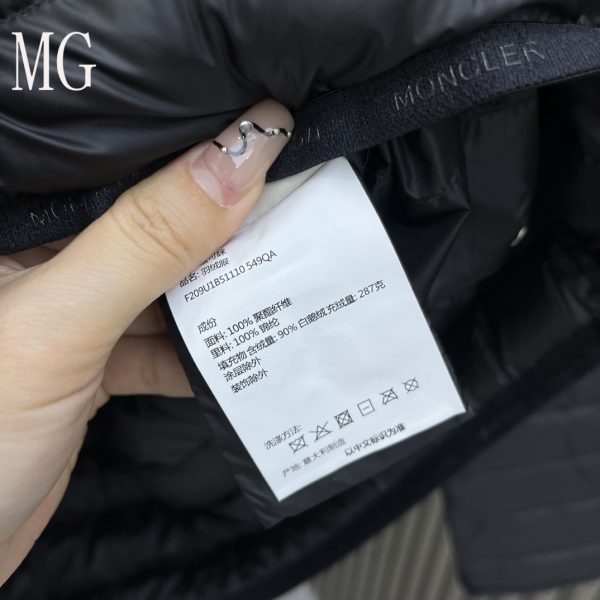 MG
MONCLER
MONCLER
品名: 羽绒服
F209U1B51110 549QA
成份
面料: 100% 聚酯纤维
里料: 100% 锦纶
填充物 含绒量: 90% 白鹅绒 充绒量: 287克
涂层除外
装饰除外
洗涤方法:
产地: 意大利制造
以中文标识为准